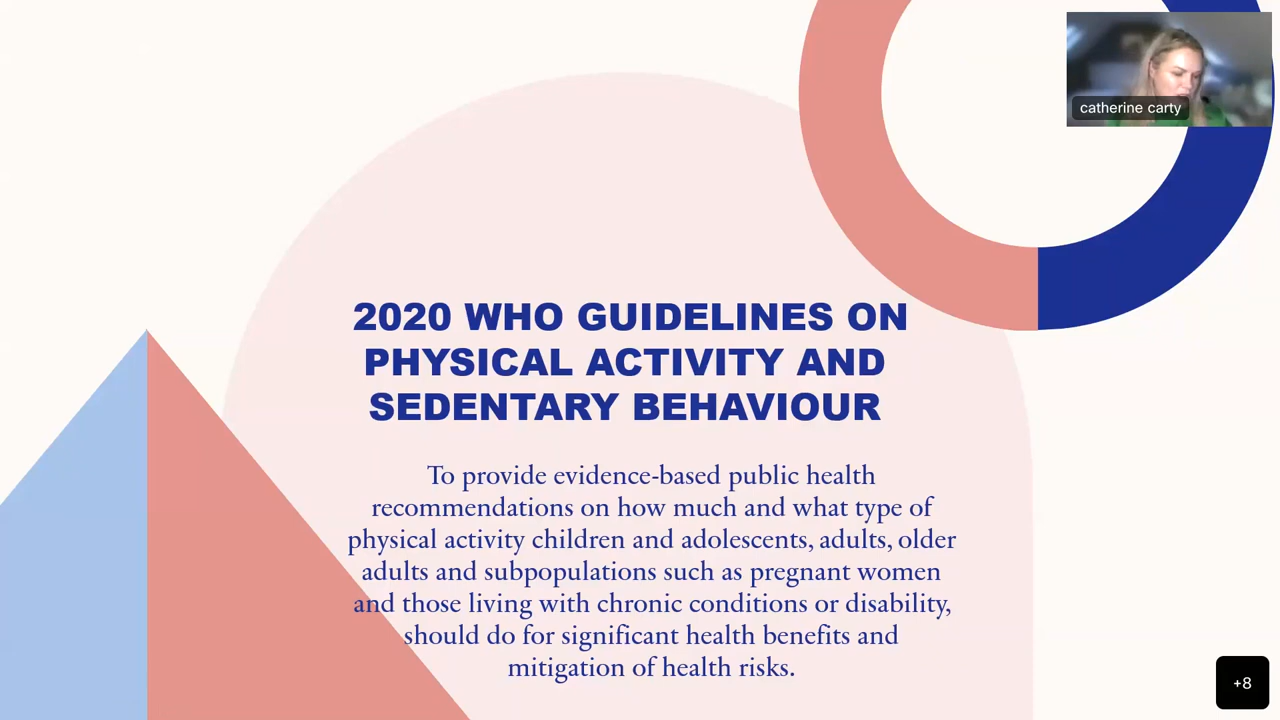 catherine carty
2020 WHO GUIDELINES ON
PHYSICAL ACTIVITY AND
SEDENTARY BEHAVIOUR
To provide evidence-based public health
recommendations on how much and what type of
physical activity children and adolescents, adults, older
adults and subpopulations such as pregnant women
and those living with chronic conditions or disability,
should do for significant health benefits and
mitigation of health risks.
+8